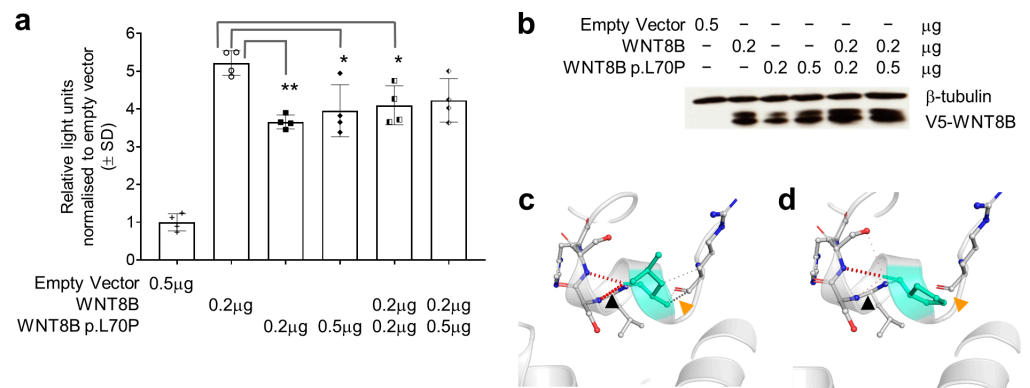 a
Relative light units
normalised to empty vector
(± SD)
6
5
4
3
2
1
0
**
*
*
Empty Vector 0.5µg
WNT8B 0.2µg 0.2µg 0.2µg
WNT8B p.L70P 0.2µg 0.5µg 0.2µg 0.5µg
b
Empty Vector 0.5 – – – – – µg
WNT8B – 0.2 – – 0.2 0.2 µg
WNT8B p.L70P – – 0.2 0.5 0.2 0.5 µg
β-tubulin
V5-WNT8B
c
d